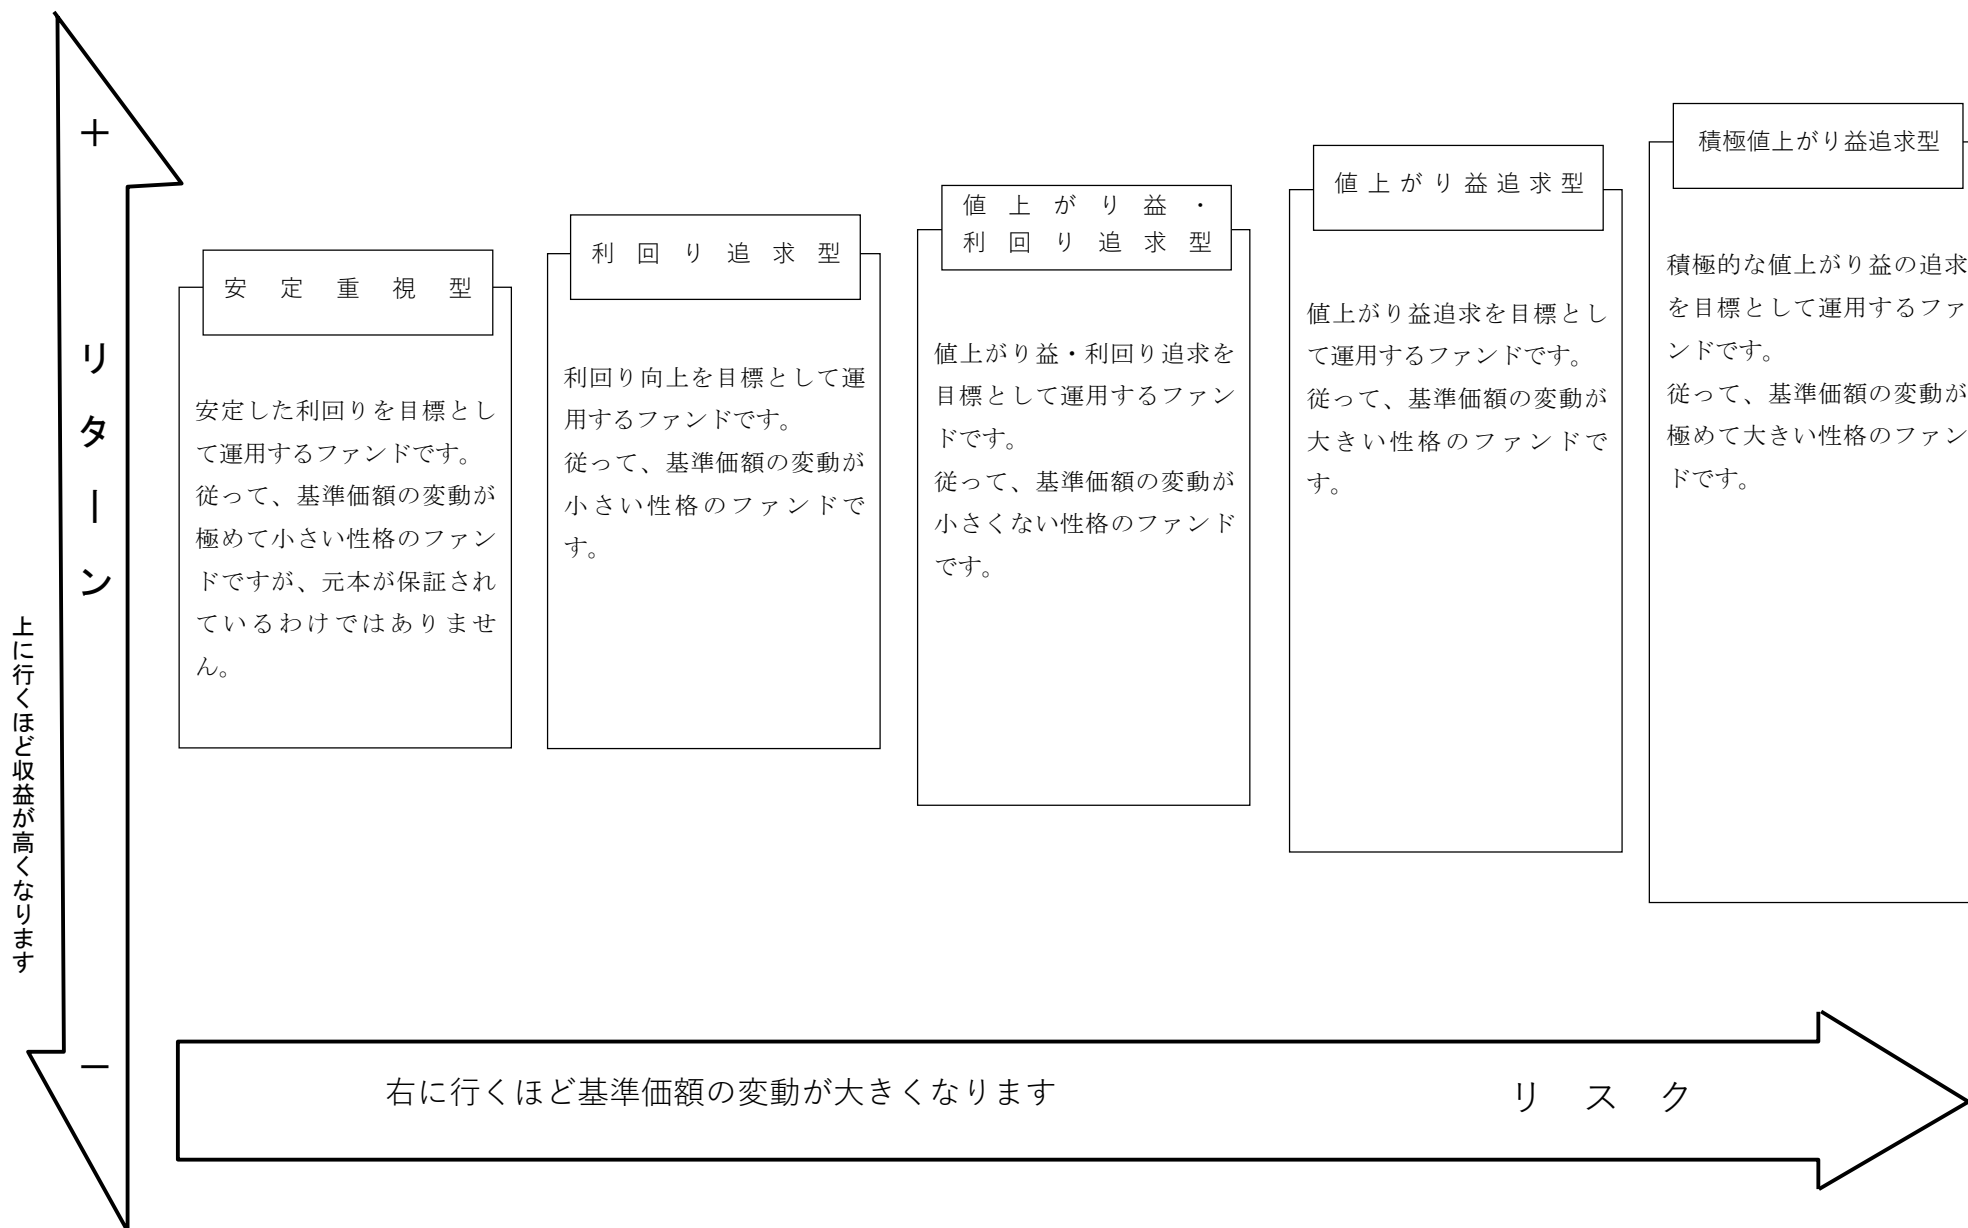 ＋
リターン
－
上に行くほど収益が高くなります
安定重視型
安定した利回りを目標とし
て運用するファンドです。
従って、基準価額の変動が
極めて小さい性格のファン
ドですが、元本が保証され
ているわけではありませ
ん。
利回り追求型
利回り向上を目標として運
用するファンドです。
従って、基準価額の変動が
小さい性格のファンドで
す。
値上がり益・
利回り追求型
値上がり益・利回り追求を
目標として運用するファン
ドです。
従って、基準価額の変動が
小さくない性格のファンド
です。
値上がり益追求型
値上がり益追求を目標とし
て運用するファンドです。
従って、基準価額の変動が
大きい性格のファンドで
す。
積極値上がり益追求型
積極的な値上がり益の追求
を目標として運用するファ
ンドです。
従って、基準価額の変動が
極めて大きい性格のファン
ドです。
右に行くほど基準価額の変動が大きくなります
リスク